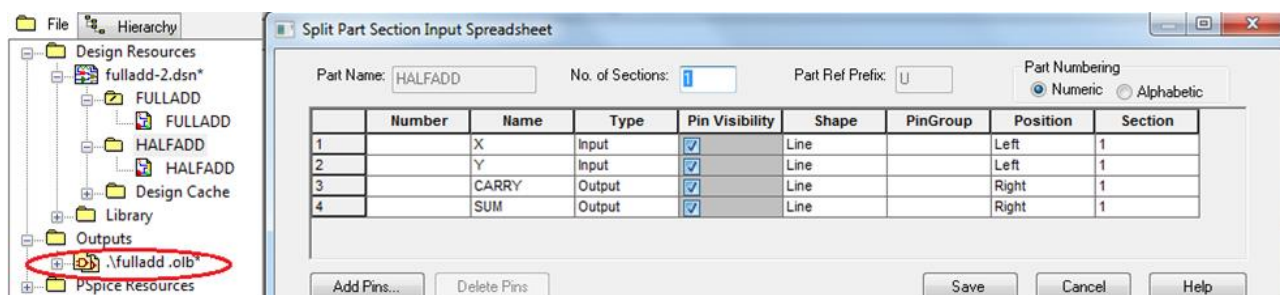 File Hierarchy
Design Resources
fulladd-2.dsn*
FULLADD
FULLADD
HALFADD
HALFADD
Design Cache
Library
Outputs
.\fulladd .olb*
PSpice Resources
Split Part Section Input Spreadsheet
Part Name: HALFADD No. of Sections: 1 Part Ref Prefix: U Part Numbering
Numeric Alphabetic
Number Name Type Pin Visibility Shape PinGroup Position Section
1 X Input Line Left 1
2 Y Input Line Left 1
3 CARRY Output Line Right 1
4 SUM Output Line Right 1
Add Pins... Delete Pins Save Cancel Help